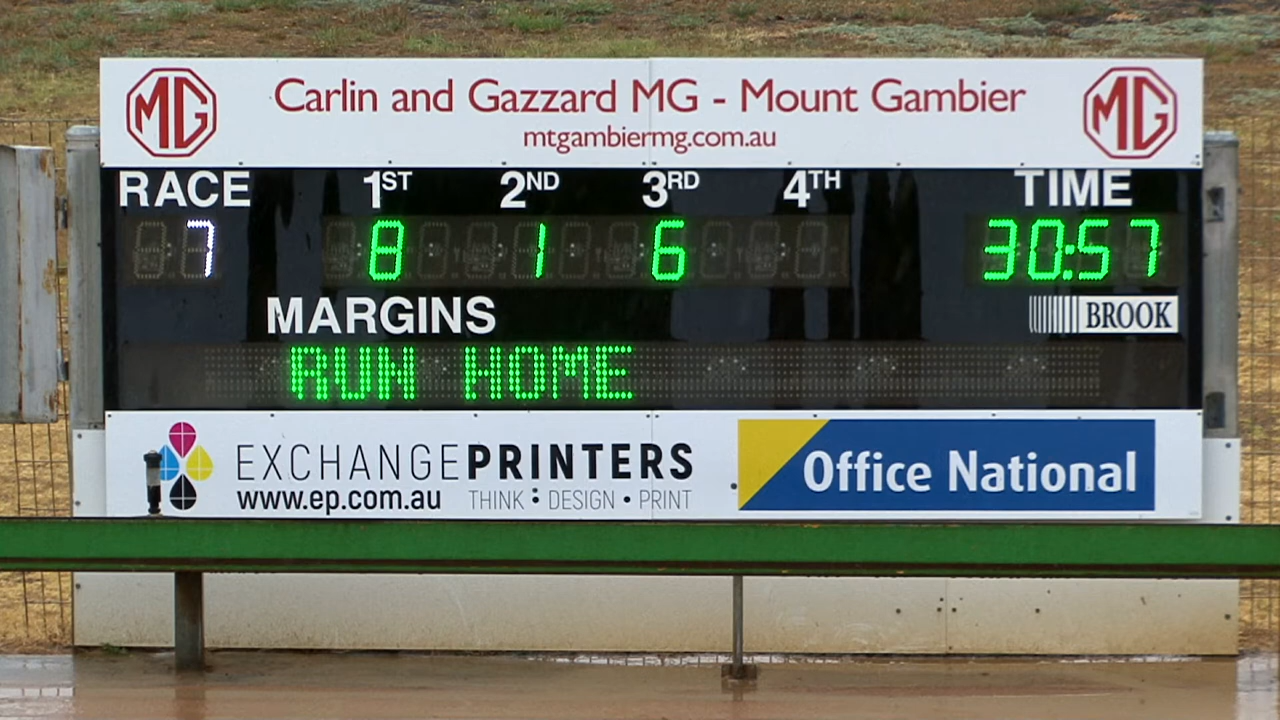 MG Carlin and Gazzard MG - Mount Gambier MG
mtgambiermg.com.au
RACE 1ST 2ND 3RD 4TH TIME
7 8 1 6 30:57
MARGINS BROOK
RUN HOME
EXCHANGEPRINTERS Office National
www.ep.com.au THINK : DESIGN • PRINT